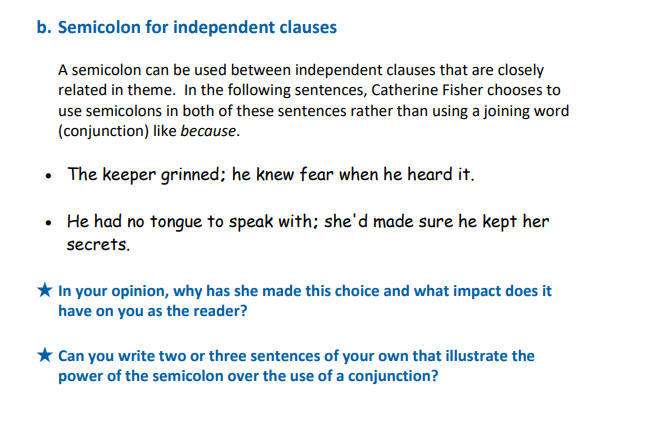 b. Semicolon for independent clauses
A semicolon can be used between independent clauses that are closely
related in theme.  In the following sentences, Catherine Fisher chooses to
use semicolons in both of these sentences rather than using a joining word
(conjunction) like because.
• The keeper grinned; he knew fear when he heard it.
• He had no tongue to speak with; she'd made sure he kept her
secrets.
★ In your opinion, why has she made this choice and what impact does it
have on you as the reader?
★ Can you write two or three sentences of your own that illustrate the
power of the semicolon over the use of a conjunction?